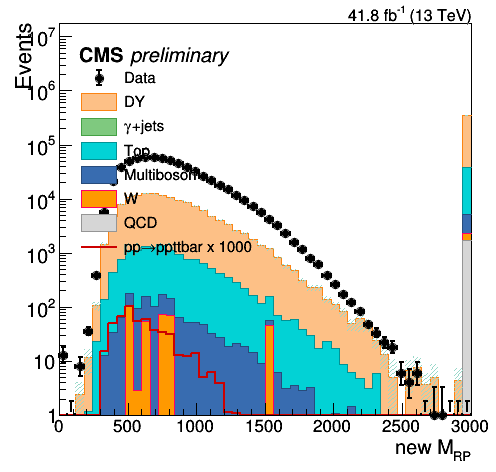 41.8 fb⁻¹ (13 TeV)
Events
CMS preliminary
Data
DY
γ+jets
Top
Multiboson
W
QCD
pp→ppttbar x 1000
10⁷
10⁶
10⁵
10⁴
10³
10²
10
1
0 500 1000 1500 2000 2500 3000
new M_RP